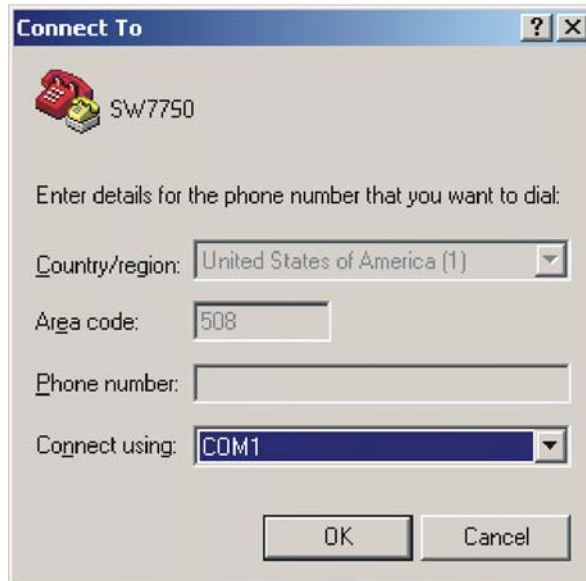 Connect To
SW7750
Enter details for the phone number that you want to dial:
Country/region: United States of America (1)
Area code: 508
Phone number:
Connect using: COM1
OK Cancel